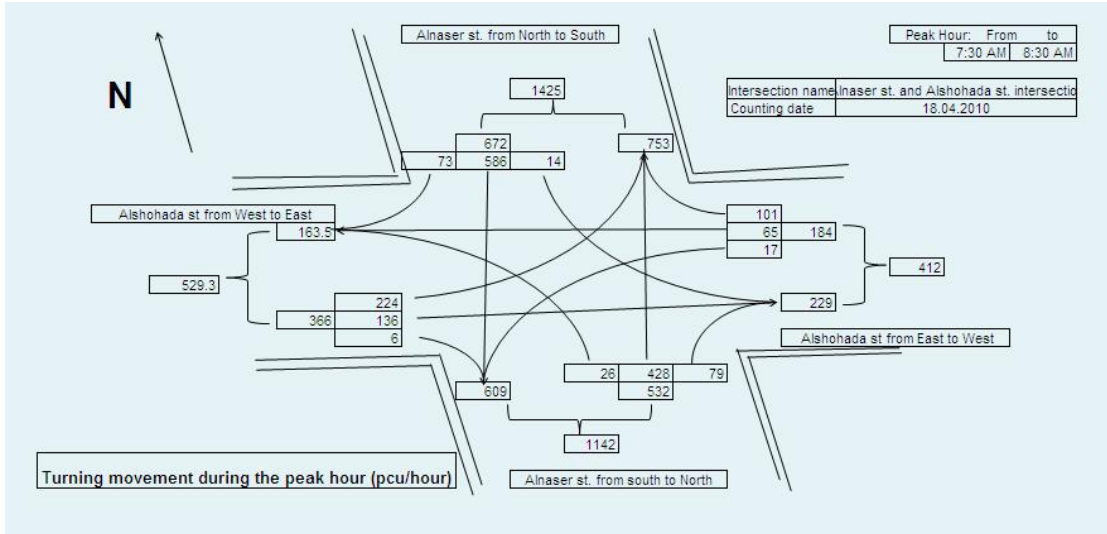 Alnaser st. from North to South
Peak Hour: From to
7:30 AM 8:30 AM
N
1425
Intersection name lnaser st. and Alshohada st. intersectio
Counting date 18.04.2010
672
753
73 586 14
Alshohada st from West to East
101
163.5
65 184
17
412
529.3
224
229
366 136
6
Alshohada st from East to West
26 428 79
609
532
1142
Turning movement during the peak hour (pcu/hour)
Alnaser st. from south to North